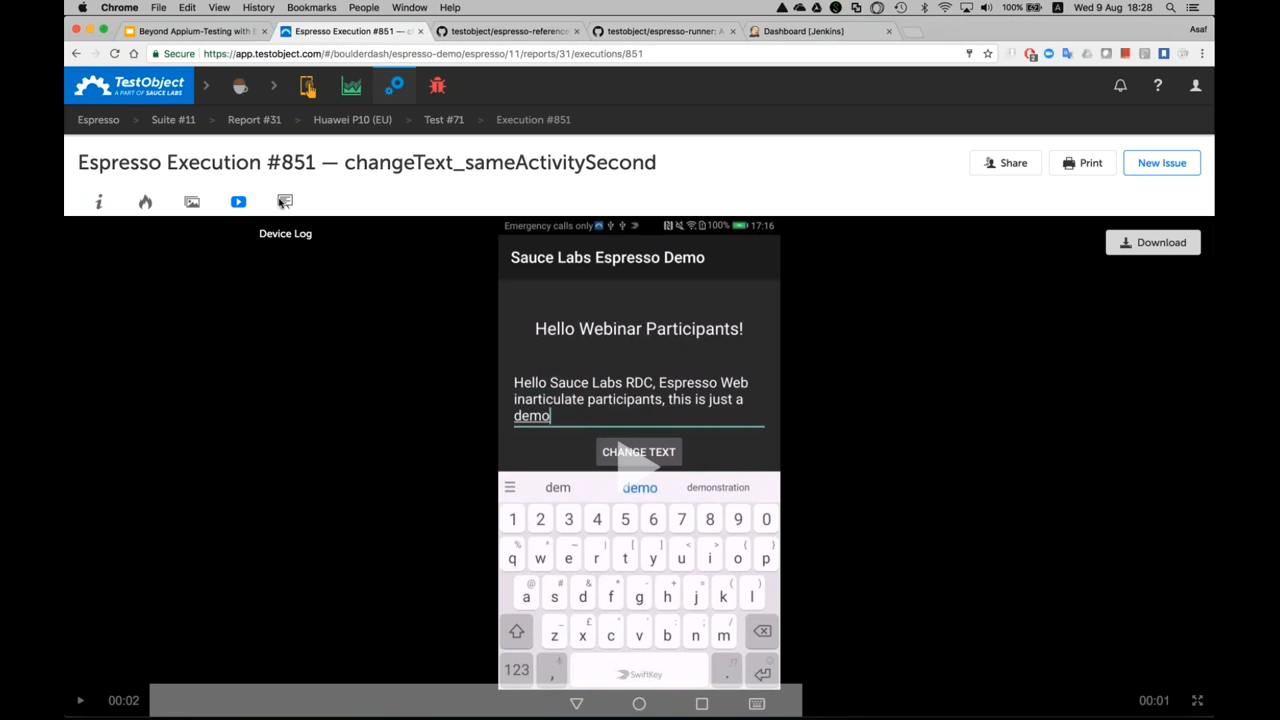 Chrome File Edit View History Bookmarks People Window Help 100% A Wed 9 Aug 18:28
Beyond Appium-Testing with E × Espresso Execution #851 — c × testobject/espresso-reference × testobject/espresso-runner: A × Dashboard [Jenkins] × Asaf
Secure https://app.testobject.com/#/boulderdash/espresso-demo/espresso/11/reports/31/executions/851
TestObject
A PART OF SAUCE LABS
Espresso > Suite #11 > Report #31 > Huawei P10 (EU) > Test #71 > Execution #851
Espresso Execution #851 — changeText_sameActivitySecond
Share Print New Issue
Device Log
Download
Emergency calls only 100% 17:16
Sauce Labs Espresso Demo
Hello Webinar Participants!
Hello Sauce Labs RDC, Espresso Web
inarticulate participants, this is just a
demo
CHANGE TEXT
dem demo demonstration
1 2 3 4 5 6 7 8 9 0
% ^ ~ | [ ] < > { }
q w e r t y u i o p
@ # & * - + = ( )
a s d f g h j k l
£ " ' : ; /
z x c v b n m
123 , SwiftKey . !?
00:02 00:01